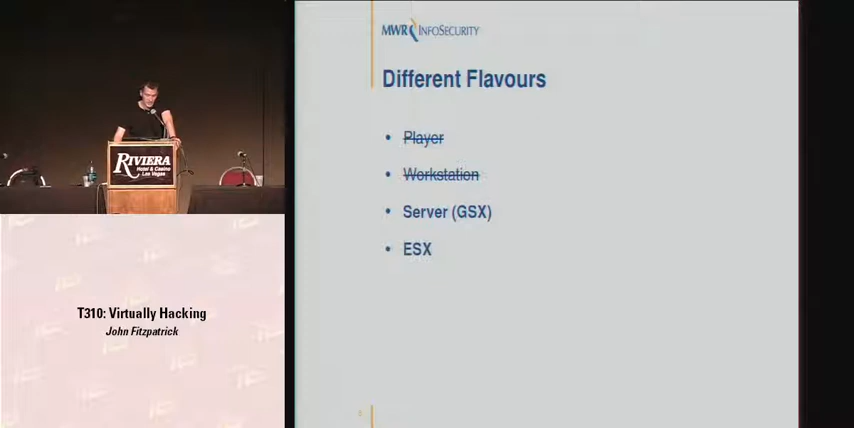 MWR INFOSECURITY
Different Flavours
• Player
• Workstation
• Server (GSX)
• ESX
RIVIERA
Hotel & Casino
Las Vegas
T310: Virtually Hacking
John Fitzpatrick